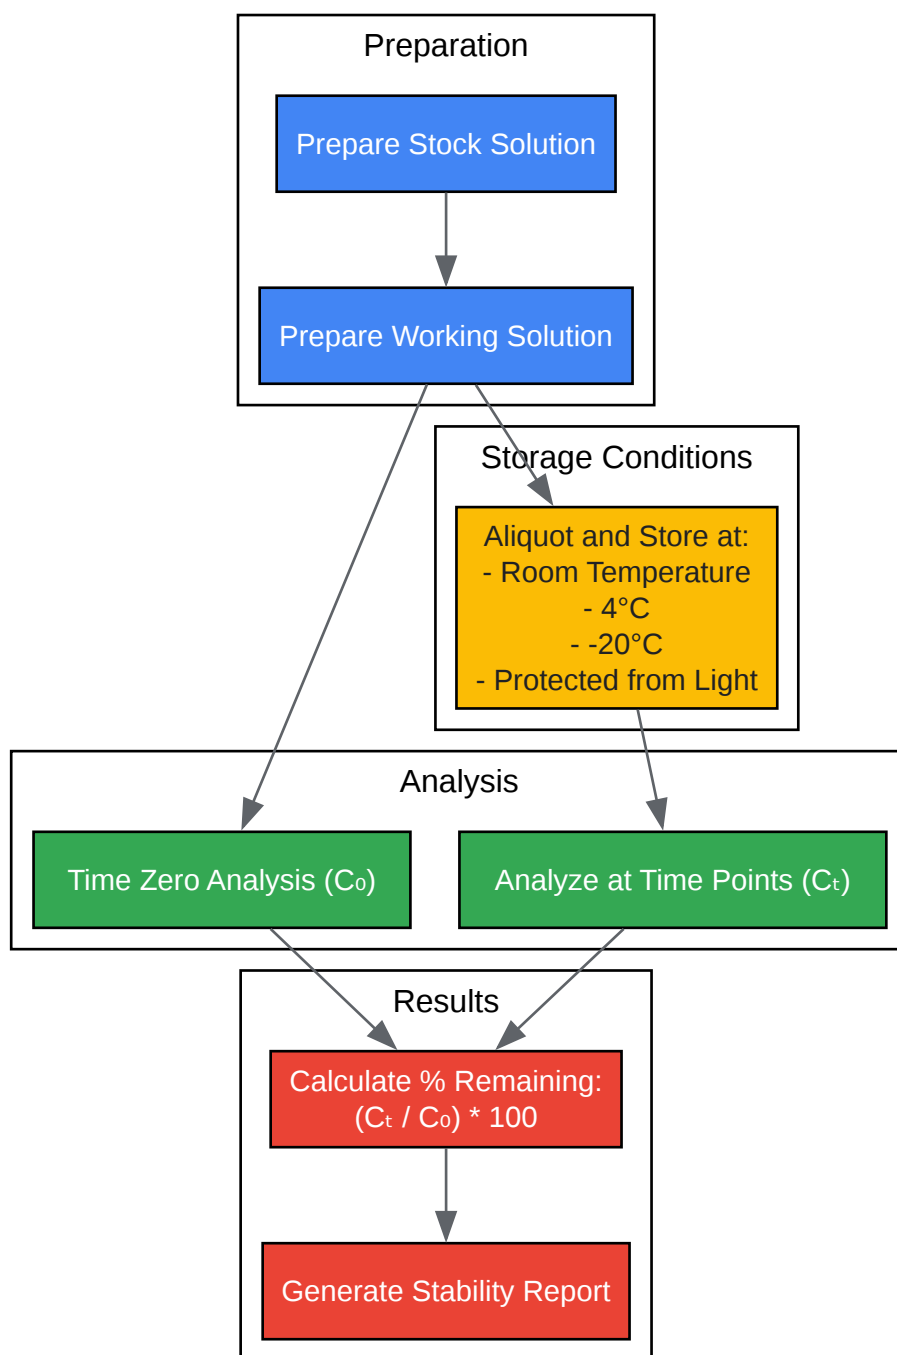 Preparation
Prepare Stock Solution
Prepare Working Solution
Storage Conditions
Aliquot and Store at:
- Room Temperature
- 4°C
- -20°C
- Protected from Light
Analysis
Time Zero Analysis (C₀)
Analyze at Time Points (Cₜ)
Results
Calculate % Remaining:
(Cₜ / C₀) * 100
Generate Stability Report